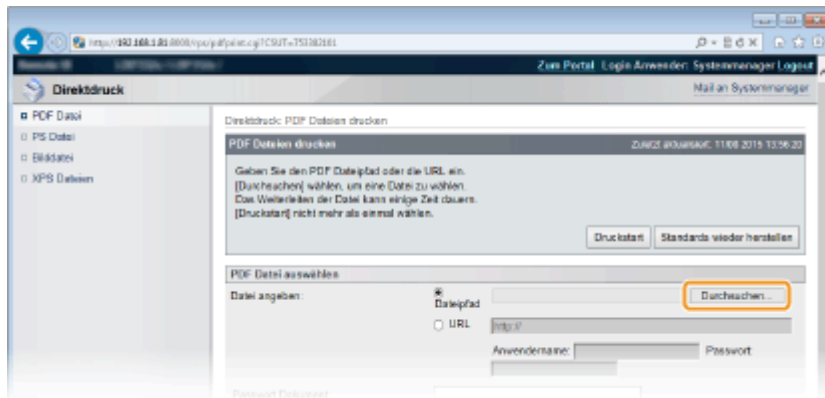 Zum Portal Login Anwender: Systemmanager Logout
Direktdruck
Mail an Systemmanager
PDF Datei
PS Datei
Bilddatei
XPS Dateien
Direktdruck: PDF Dateien drucken
PDF Dateien drucken
Zuletzt aktualisiert: 11/06 2015 13:56:20
Geben Sie den PDF Dateipfad oder die URL ein.
[Durchsuchen] wählen, um eine Datei zu wählen.
Das Weiterleiten der Datei kann einige Zeit dauern.
[Druckstart] nicht mehr als einmal wählen.
Druckstart Standards wieder herstellen
PDF Datei auswählen
Datei angeben:
Dateipfad
Durchsuchen...
URL http://
Anwendername: Passwort:
Passwort Dokument